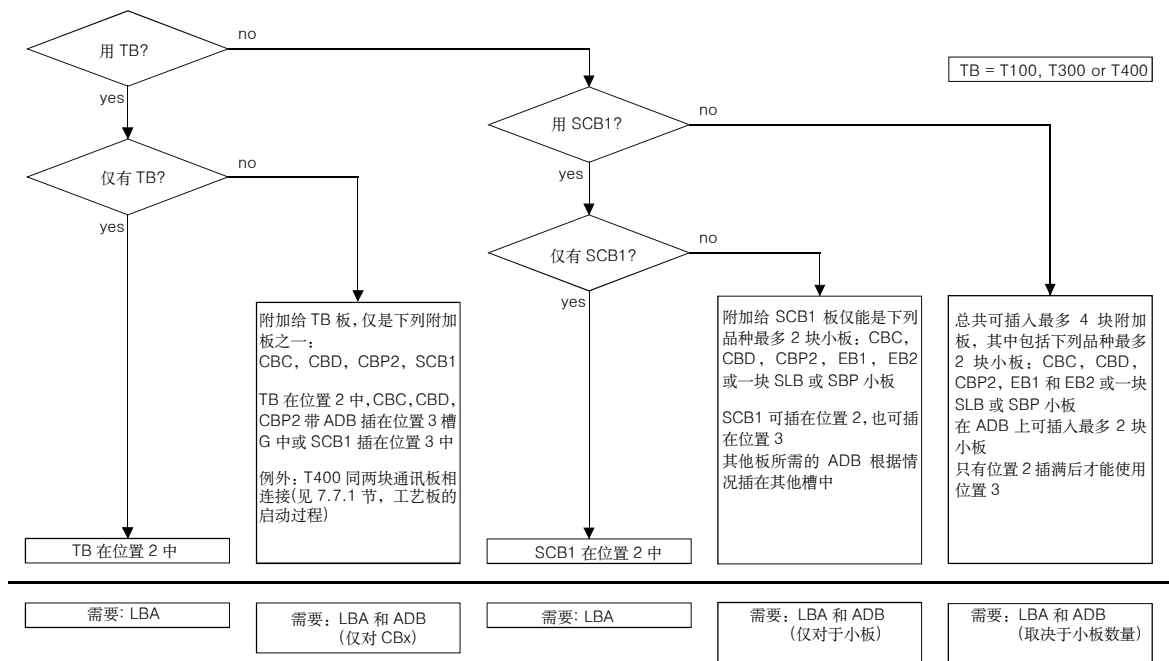 用 TB?
no
yes
TB = T100, T300 or T400
用 SCB1?
no
yes
仅有 TB?
no
yes
仅有 SCB1?
no
yes
附加给 TB 板,仅是下列附加
板之一:
CBC, CBD, CBP2, SCB1
TB 在位置 2 中,CBC, CBD,
CBP2 带 ADB 插在位置 3 槽
G 中或 SCB1 插在位置 3 中
例外: T400 同两块通讯板相
连接(见 7.7.1 节, 工艺板的
启动过程)
附加给 SCB1 板仅能是下列
品种最多 2 块小板: CBC,
CBD, CBP2, EB1, EB2
或一块 SLB 或 SBP 小板
SCB1 可插在位置 2, 也可插
在位置 3
其他板所需的 ADB 根据情
况插在其他槽中
总共可插入最多 4 块附加
板, 其中包括下列品种最多
2 块小板: CBC, CBD,
CBP2, EB1 和 EB2 或一块
SLB 或 SBP 小板
在 ADB 上可插入最多 2 块
小板
只有位置 2 插满后才能使用
位置 3
TB 在位置 2 中
SCB1 在位置 2 中
需要: LBA
需要: LBA 和 ADB
(仅对 CBx)
需要: LBA
需要: LBA 和 ADB
(仅对于小板)
需要: LBA 和 ADB
(取决于小板数量)